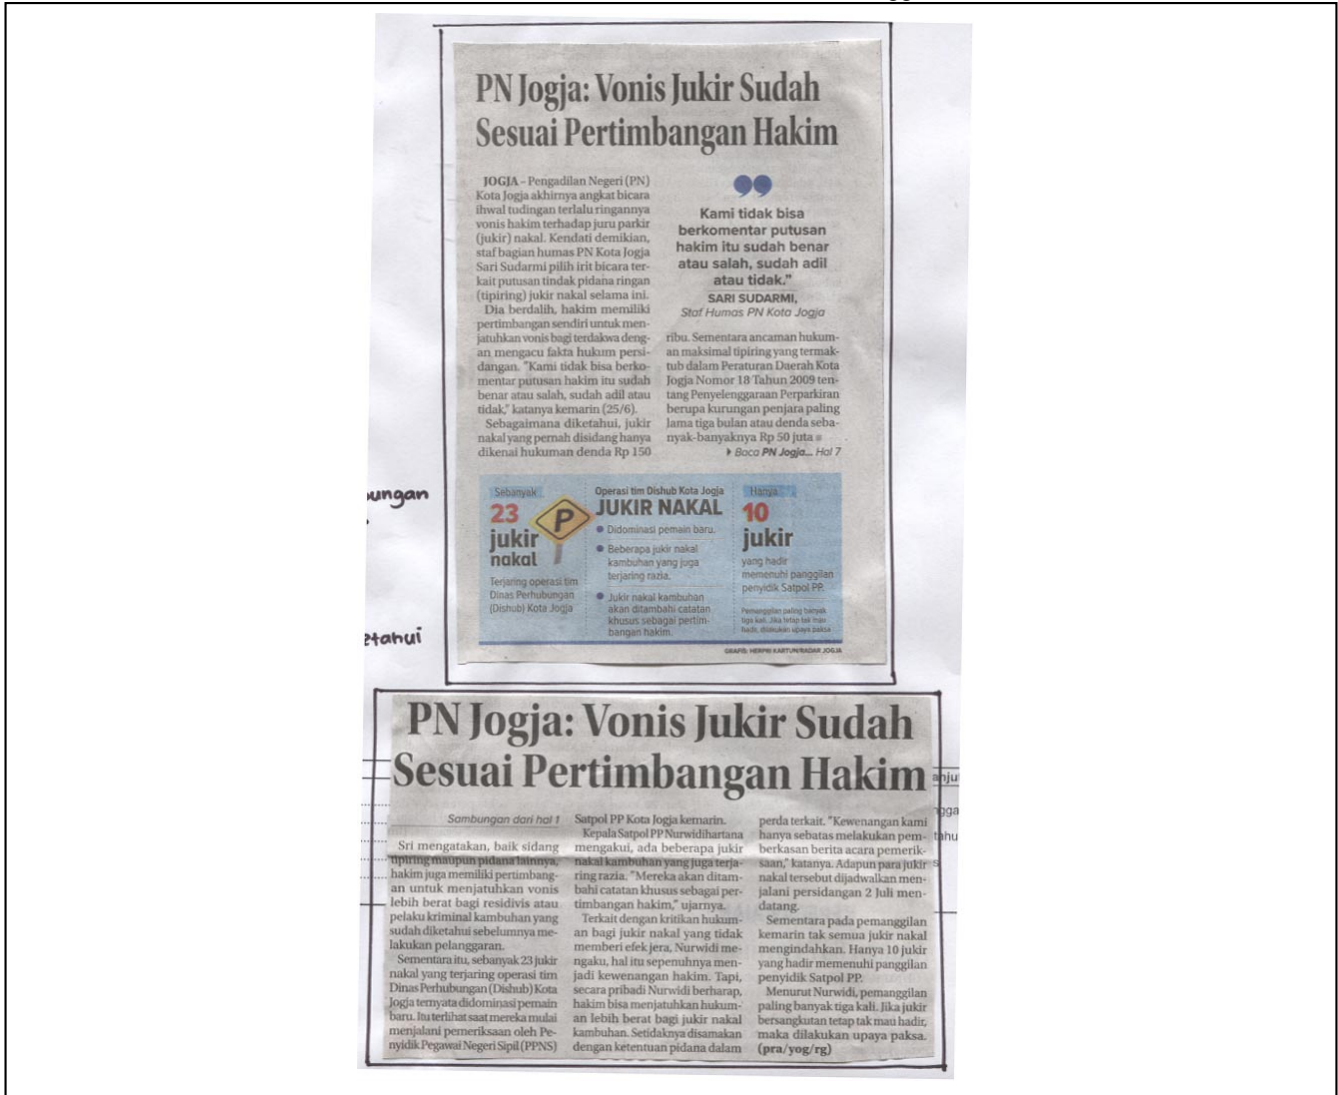 PN Jogja: Vonis Jukir Sudah
Sesuai Pertimbangan Hakim
JOGJA – Pengadilan Negeri (PN)
Kota Jogja akhirnya angkat bicara
ihwal tudingan terlalu ringannya
vonis hakim terhadap juru parkir
(jukir) nakal. Kendati demikian,
staf bagian humas PN Kota Jogja
Sari Sudarmi pilih irit bicara ter-
kait putusan tindak pidana ringan
(tipiring) jukir nakal selama ini.
Dia berdalih, hakim memiliki
pertimbangan sendiri untuk men-
jatuhkan vonis bagi terdakwa deng-
an mengacu fakta hukum persi-
dangan. "Kami tidak bisa berko-
mentar putusan hakim itu sudah
benar atau salah, sudah adil atau
tidak," katanya kemarin (25/6).
Sebagaimana diketahui, jukir
nakal yang pernah disidang hanya
dikenai hukuman denda Rp 150
Kami tidak bisa
berkomentar putusan
hakim itu sudah benar
atau salah, sudah adil
atau tidak."
SARI SUDARMI,
Staf Humas PN Kota Jogja
ribu. Sementara ancaman hukum-
an maksimal tipiring yang termak-
tub dalam Peraturan Daerah Kota
Jogja Nomor 18 Tahun 2009 ten-
tang Penyelenggaraan Perparkiran
berupa kurungan penjara paling
lama tiga bulan atau denda seba-
nyak-banyaknya Rp 50 juta
Baca PN Jogja... Hal 7
Sebanyak
23
jukir
nakal
Terjaring operasi tim
Dinas Perhubungan
(Dishub) Kota Jogja
P
Operasi tim Dishub Kota Jogja
JUKIR NAKAL
• Didominasi pemain baru.
• Beberapa jukir nakal
kambuhan yang juga
terjaring razia.
• Jukir nakal kambuhan
akan ditambahi catatan
khusus sebagai pertim-
bangan hakim.
Hanya
10
jukir
yang hadir
memenuhi panggilan
penyidik Satpol PP.
Pemanggilan paling banyak
tiga kali. Jika tetap tak mau
hadir, dilakukan upaya paksa
GRAFIS: HERPRI KARTUN/RADAR JOGJA
ungan
etahui
PN Jogja: Vonis Jukir Sudah
Sesuai Pertimbangan Hakim
Sambungan dari hal 1
Sri mengatakan, baik sidang
tipiring maupun pidana lainnya,
hakim juga memiliki pertimbang-
an untuk menjatuhkan vonis
lebih berat bagi residivis atau
pelaku kriminal kambuhan yang
sudah diketahui sebelumnya me-
lakukan pelanggaran.
Sementara itu, sebanyak 23 jukir
nakal yang terjaring operasi tim
Dinas Perhubungan (Dishub) Kota
Jogja ternyata didominasi pemain
baru. Itu terlihat saat mereka mulai
menjalani pemeriksaan oleh Pe-
nyidik Pegawai Negeri Sipil (PPNS)
Satpol PP Kota Jogja kemarin.
Kepala Satpol PP Nurwidihartana
mengakui, ada beberapa jukir
nakal kambuhan yang juga terja-
ring razia. "Mereka akan ditam-
bahi catatan khusus sebagai per-
timbangan hakim," ujarnya.
Terkait dengan kritikan hukum-
an bagi jukir nakal yang tidak
memberi efek jera, Nurwidi me-
ngaku, hal itu sepenuhnya men-
jadi kewenangan hakim. Tapi,
secara pribadi Nurwidi berharap,
hakim bisa menjatuhkan hukum-
an lebih berat bagi jukir nakal
kambuhan. Setidaknya disamakan
dengan ketentuan pidana dalam
perda terkait. "Kewenangan kami
hanya sebatas melakukan pem-
berkasan berita acara pemerik-
saan," katanya. Adapun para jukir
nakal tersebut dijadwalkan men-
jalani persidangan 2 Juli men-
datang.
Sementara pada pemanggilan
kemarin tak semua jukir nakal
mengindahkan. Hanya 10 jukir
yang hadir memenuhi panggilan
penyidik Satpol PP.
Menurut Nurwidi, pemanggilan
paling banyak tiga kali. Jika jukir
bersangkutan tetap tak mau hadir,
maka dilakukan upaya paksa.
(pra/yog/rg)
anju
ngga
tahu
s